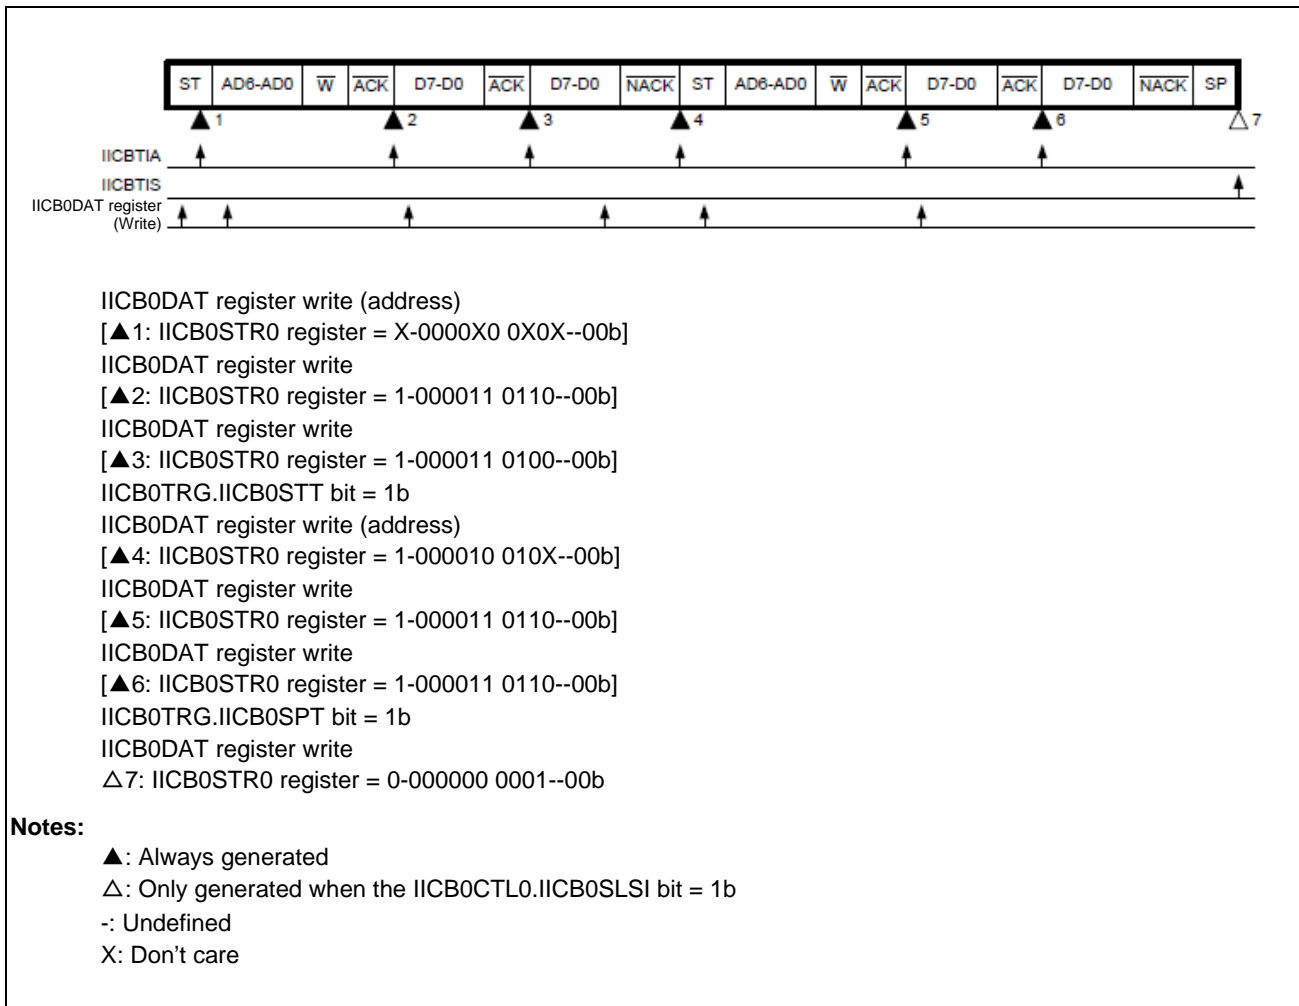 ST AD6-AD0 W ACK D7-D0 ACK D7-D0 NACK ST AD6-AD0 W ACK D7-D0 ACK D7-D0 NACK SP
▲1 ▲2 ▲3 ▲4 ▲5 ▲6 △7
IICBTIA
IICBTIS
IICB0DAT register
(Write)
IICB0DAT register write (address)
[▲1: IICB0STR0 register = X-0000X0 0X0X--00b]
IICB0DAT register write
[▲2: IICB0STR0 register = 1-000011 0110--00b]
IICB0DAT register write
[▲3: IICB0STR0 register = 1-000011 0100--00b]
IICB0TRG.IICB0STT bit = 1b
IICB0DAT register write (address)
[▲4: IICB0STR0 register = 1-000010 010X--00b]
IICB0DAT register write
[▲5: IICB0STR0 register = 1-000011 0110--00b]
IICB0DAT register write
[▲6: IICB0STR0 register = 1-000011 0110--00b]
IICB0TRG.IICB0SPT bit = 1b
IICB0DAT register write
△7: IICB0STR0 register = 0-000000 0001--00b
Notes:
▲: Always generated
△: Only generated when the IICB0CTL0.IICB0SLSI bit = 1b
-: Undefined
X: Don't care